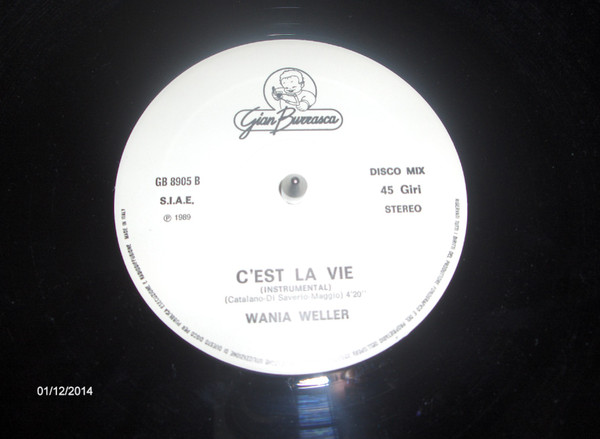 Gian Burrasca
GB 8905 B
S.I.A.E.
℗ 1989
DISCO MIX
45 Giri
STEREO
C'EST LA VIE
(INSTRUMENTAL)
(Catalano-Di Saverio-Maggio) 4'20"
WANIA WELLER
MADE IN ITALY
01/12/2014